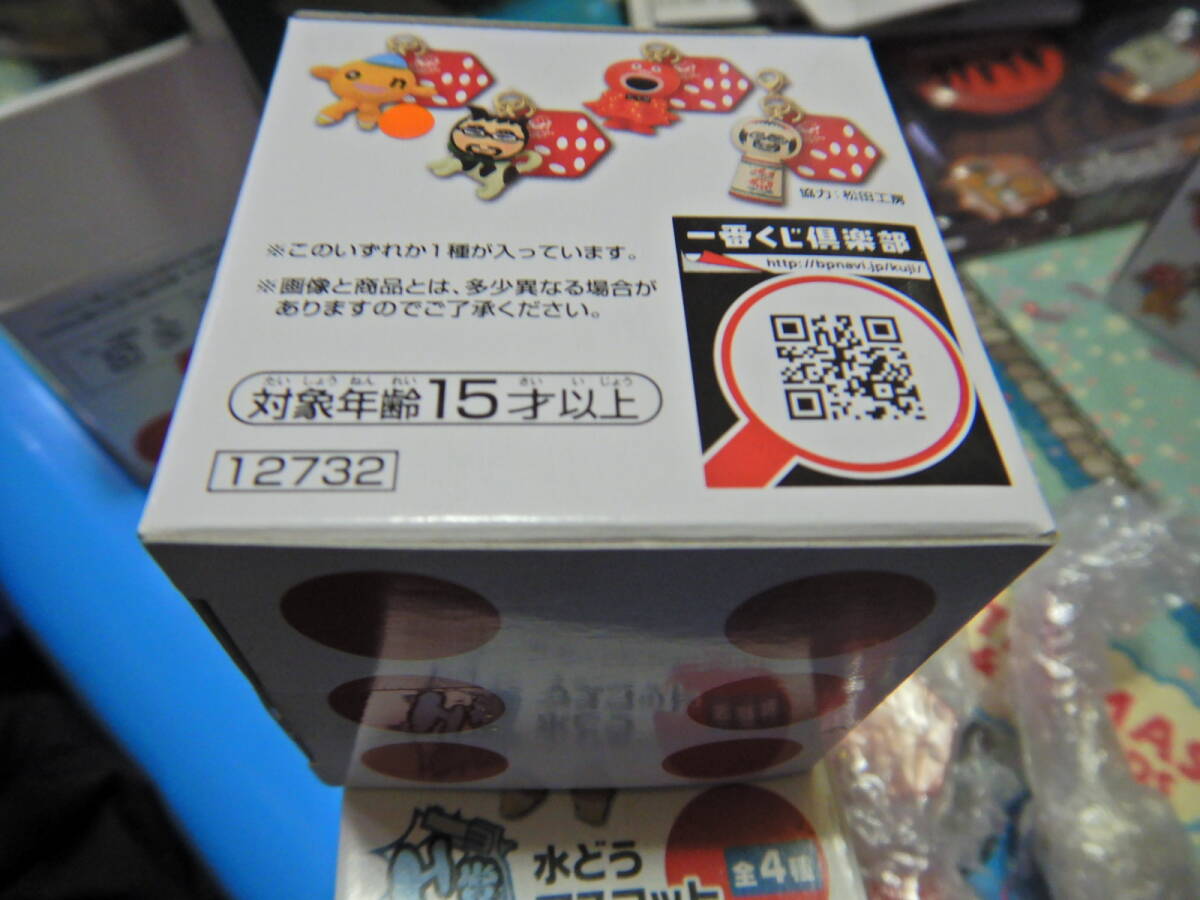 協力：松田工房
※このいずれか1種が入っています。
※画像と商品とは、多少異なる場合が
ありますのでご了承ください。
たいしょうねんれい さいいじょう
対象年齢15才以上
12732
一番くじ倶楽部
http://bpnavi.jp/kuji/
水どう
全4種